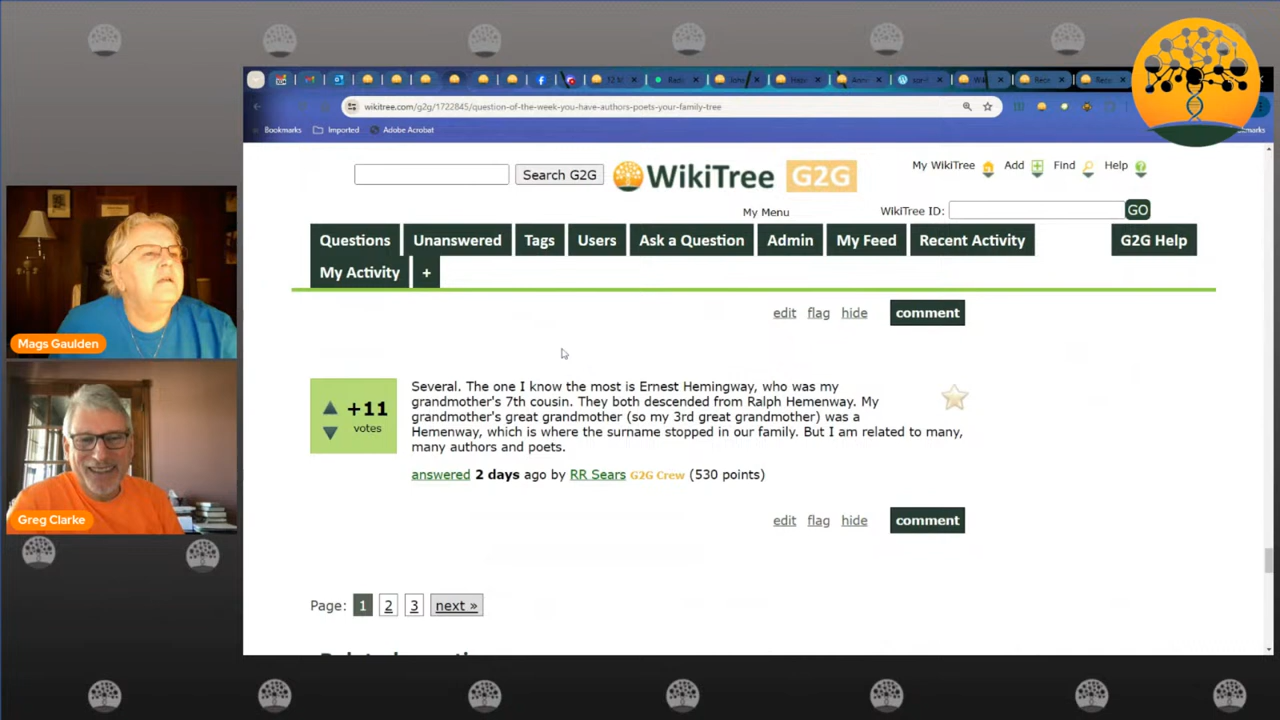 wikitree.com/g2g/1722845/question-of-the-week-you-have-authors-poets-your-family-tree
Bookmarks
Imported
Adobe Acrobat
Search G2G
WikiTree G2G
My WikiTree
Add
Find
Help
My Menu
WikiTree ID:
GO
Questions
Unanswered
Tags
Users
Ask a Question
Admin
My Feed
Recent Activity
G2G Help
My Activity
+
edit flag hide comment
+11
votes
Several. The one I know the most is Ernest Hemingway, who was my
grandmother's 7th cousin. They both descended from Ralph Hemenway. My
grandmother's great grandmother (so my 3rd great grandmother) was a
Hemenway, which is where the surname stopped in our family. But I am related to many,
many authors and poets.
answered 2 days ago by RR Sears G2G Crew (530 points)
edit flag hide comment
Page: 1 2 3 next »
Mags Gaulden
Greg Clarke